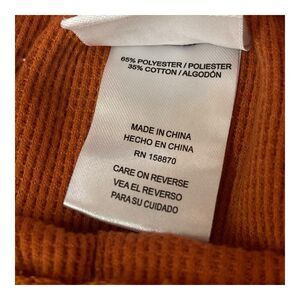 65% POLYESTER / POLIESTER
35% COTTON / ALGODÓN
MADE IN CHINA
HECHO EN CHINA
RN 158870
CARE ON REVERSE
VEA EL REVERSO
PARA SU CUIDADO